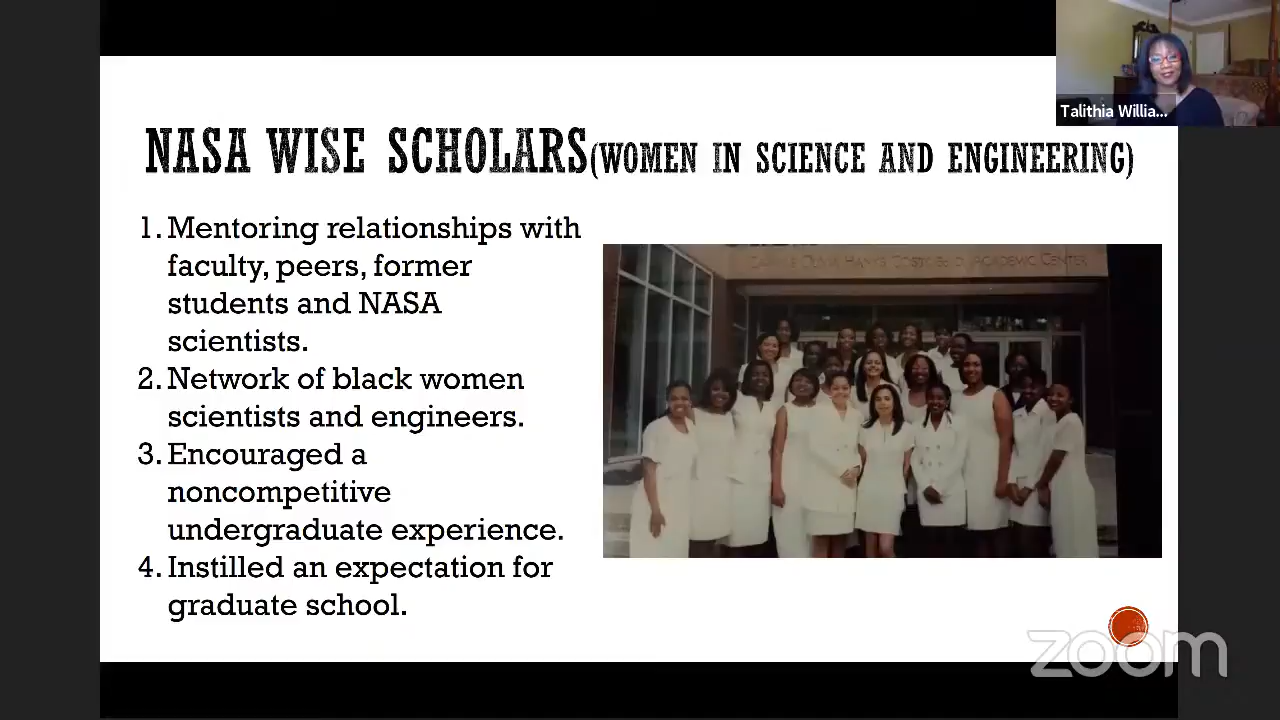 Talithia Willia...
NASA WISE SCHOLARS(WOMEN IN SCIENCE AND ENGINEERING)
1. Mentoring relationships with
faculty, peers, former
students and NASA
scientists.
2. Network of black women
scientists and engineers.
3. Encouraged a
noncompetitive
undergraduate experience.
4. Instilled an expectation for
graduate school.
Academic Center
zoom